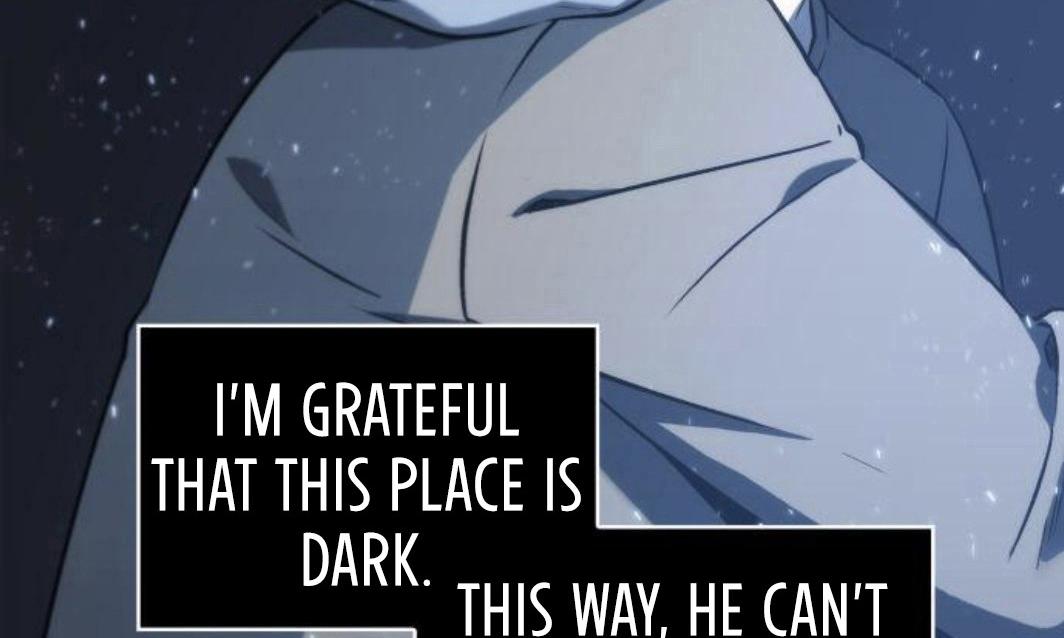 I'M GRATEFUL
THAT THIS PLACE IS
DARK.
THIS WAY, HE CAN'T